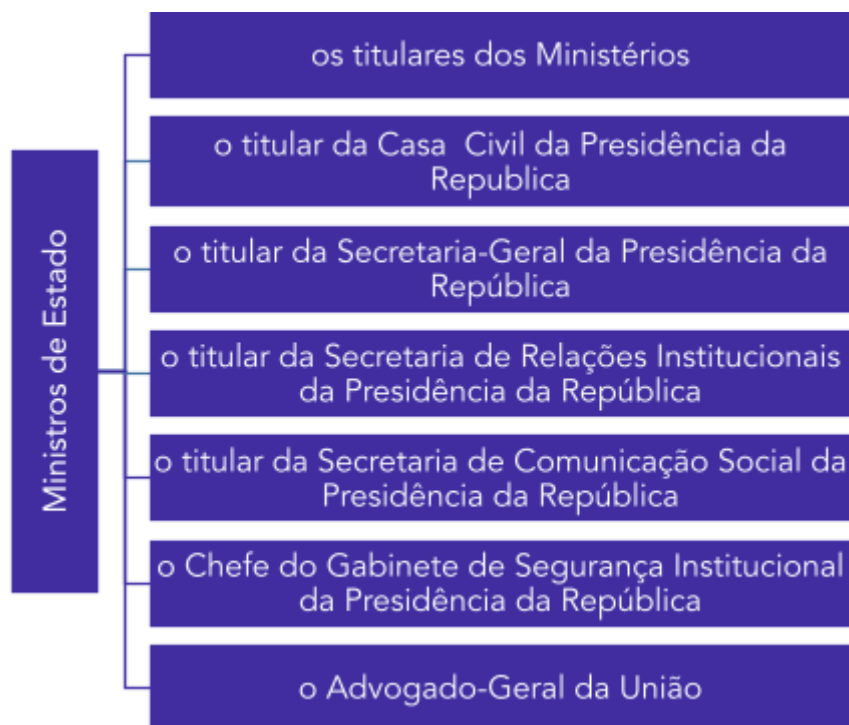 Ministros de Estado
os titulares dos Ministérios
o titular da Casa Civil da Presidência da
Republica
o titular da Secretaria-Geral da Presidência da
República
o titular da Secretaria de Relações Institucionais
da Presidência da República
o titular da Secretaria de Comunicação Social da
Presidência da República
o Chefe do Gabinete de Segurança Institucional
da Presidência da República
o Advogado-Geral da União